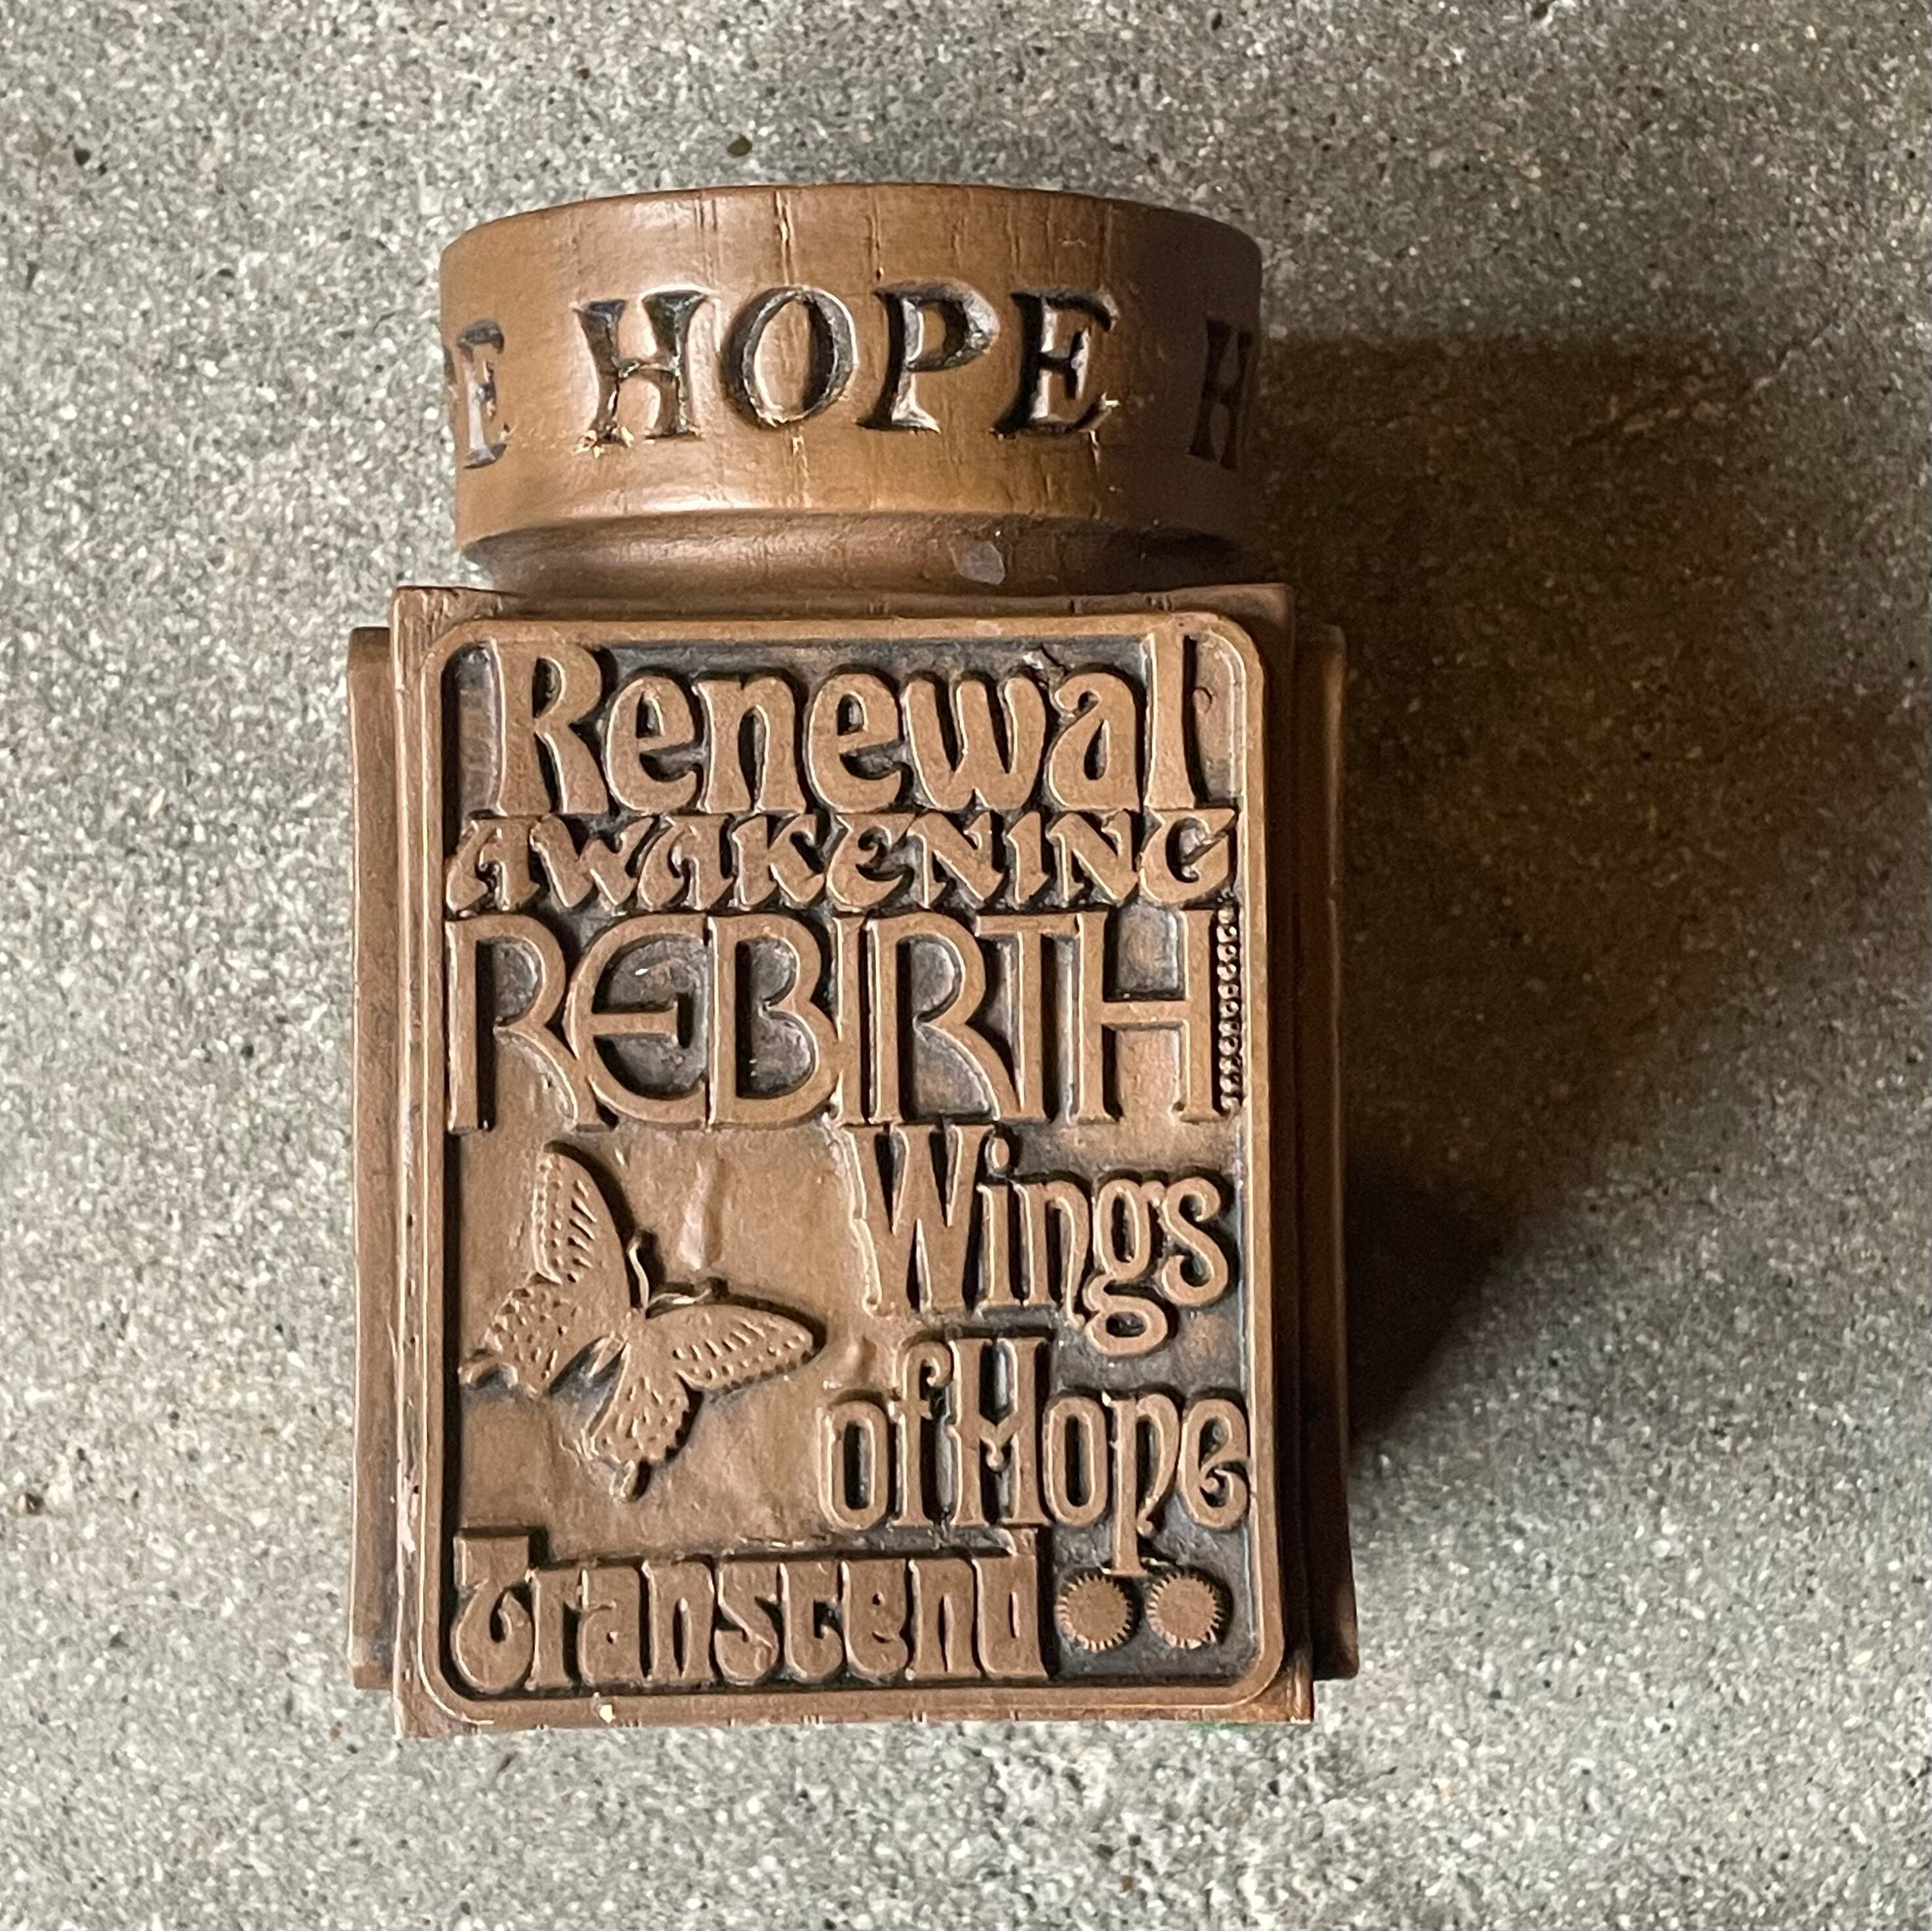 E HOPE H
Renewal
AWAKENING
REBIRTH
Wings
of Hope
Transcend